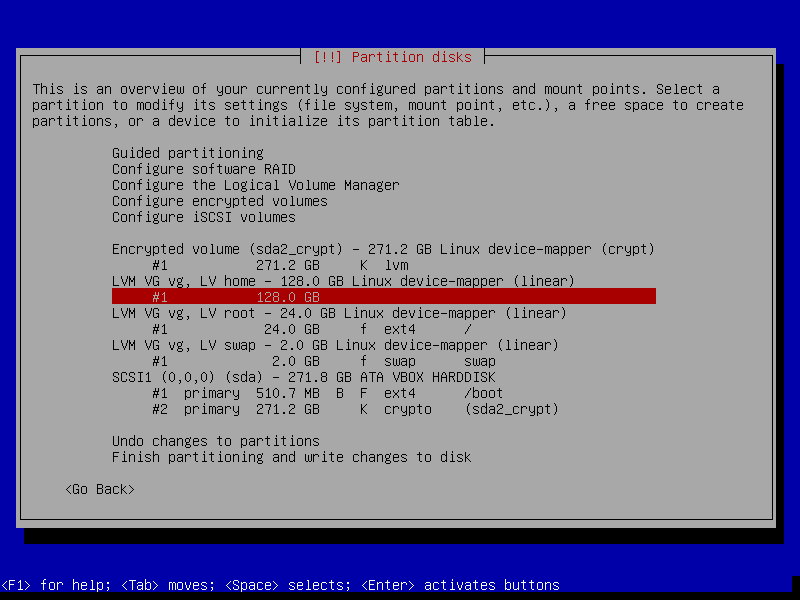 [!!] Partition disks
This is an overview of your currently configured partitions and mount points. Select a
partition to modify its settings (file system, mount point, etc.), a free space to create
partitions, or a device to initialize its partition table.
Guided partitioning
Configure software RAID
Configure the Logical Volume Manager
Configure encrypted volumes
Configure iSCSI volumes
Encrypted volume (sda2_crypt) - 271.2 GB Linux device-mapper (crypt)
#1 271.2 GB K lvm
LVM VG vg, LV home - 128.0 GB Linux device-mapper (linear)
#1 128.0 GB
LVM VG vg, LV root - 24.0 GB Linux device-mapper (linear)
#1 24.0 GB f ext4 /
LVM VG vg, LV swap - 2.0 GB Linux device-mapper (linear)
#1 2.0 GB f swap swap
SCSI1 (0,0,0) (sda) - 271.8 GB ATA VBOX HARDDISK
#1 primary 510.7 MB B F ext4 /boot
#2 primary 271.2 GB K crypto (sda2_crypt)
Undo changes to partitions
Finish partitioning and write changes to disk
<Go Back>
<F1> for help; <Tab> moves; <Space> selects; <Enter> activates buttons